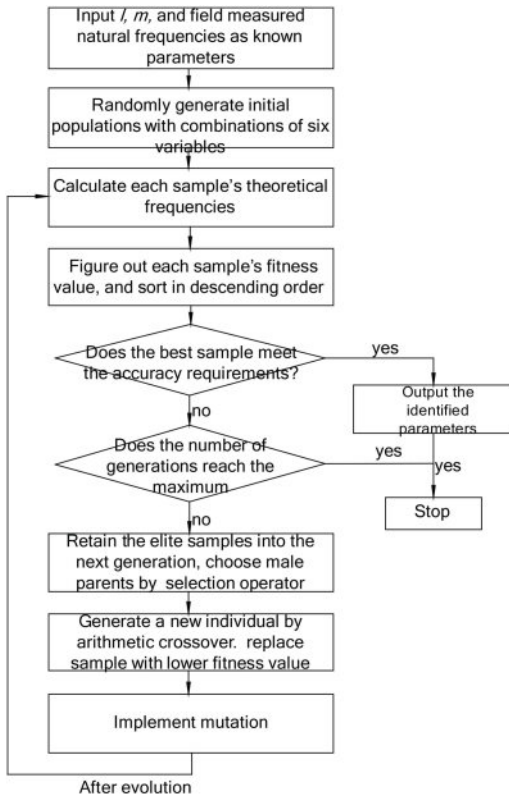 Input l, m, and field measured
natural frequencies as known
parameters
Randomly generate initial
populations with combinations of six
variables
Calculate each sample's theoretical
frequencies
Figure out each sample's fitness
value, and sort in descending order
Does the best sample meet
the accuracy requirements?
yes
Output the
identified
parameters
no
Does the number of
generations reach the
maximum
yes
yes
Stop
no
Retain the elite samples into the
next generation, choose male
parents by selection operator
Generate a new individual by
arithmetic crossover. replace
sample with lower fitness value
Implement mutation
After evolution